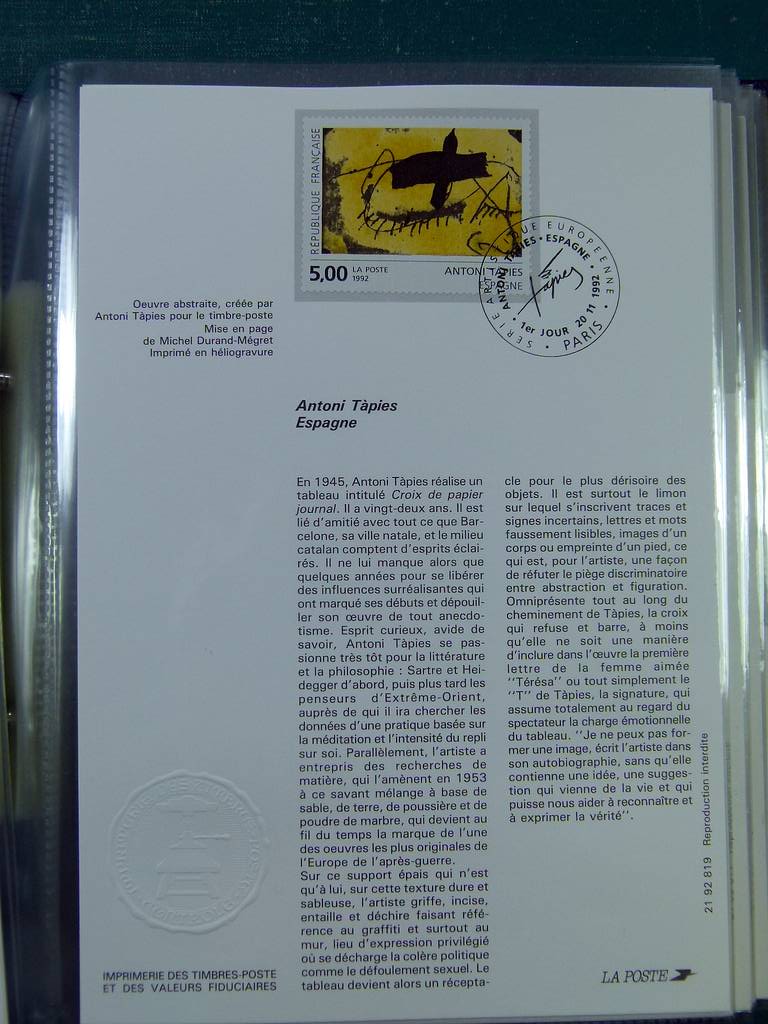 RÉPUBLIQUE FRANÇAISE
5,00 LA POSTE
1992
ANTONI TÀPIES
ESPAGNE
SÉRIE ARTISTIQUE EUROPÉENNE
ANTONI TÀPIES • ESPAGNE •
Tàpies
• 1er JOUR 20 11 1992 •
• PARIS •
Oeuvre abstraite, créée par
Antoni Tàpies pour le timbre-poste
Mise en page
de Michel Durand-Mégret
Imprimé en héliogravure
Antoni Tàpies
Espagne
En 1945, Antoni Tàpies réalise un
tableau intitulé Croix de papier
journal. Il a vingt-deux ans. Il est
lié d'amitié avec tout ce que Bar-
celone, sa ville natale, et le milieu
catalan comptent d'esprits éclai-
rés. Il ne lui manque alors que
quelques années pour se libérer
des influences surréalisantes qui
ont marqué ses débuts et dépouil-
ler son œuvre de tout anecdo-
tisme. Esprit curieux, avide de
savoir, Antoni Tàpies se pas-
sionne très tôt pour la littérature
et la philosophie : Sartre et Hei-
degger d'abord, puis plus tard les
penseurs d'Extrême-Orient,
auprès de qui il ira chercher les
données d'une pratique basée sur
la méditation et l'intensité du repli
sur soi. Parallèlement, l'artiste a
entrepris des recherches de
matière, qui l'amènent en 1953
à ce savant mélange à base de
sable, de terre, de poussière et de
poudre de marbre, qui devient au
fil du temps la marque de l'une
des oeuvres les plus originales de
l'Europe de l'après-guerre.
Sur ce support épais qui n'est
qu'à lui, sur cette texture dure et
sableuse, l'artiste griffe, incise,
entaille et déchire faisant réfé-
rence au graffiti et surtout au
mur, lieu d'expression privilégié
où se décharge la colère politique
comme le défoulement sexuel. Le
tableau devient alors un récepta-
cle pour le plus dérisoire des
objets. Il est surtout le limon
sur lequel s'inscrivent traces et
signes incertains, lettres et mots
faussement lisibles, images d'un
corps ou empreinte d'un pied, ce
qui est, pour l'artiste, une façon
de réfuter le piège discriminatoire
entre abstraction et figuration.
Omniprésente tout au long du
cheminement de Tàpies, la croix
qui refuse et barre, à moins
qu'elle ne soit une manière
d'inclure dans l'œuvre la première
lettre de la femme aimée
''Térésa'' ou tout simplement le
''T'' de Tàpies, la signature, qui
assume totalement au regard du
spectateur la charge émotionnelle
du tableau. ''Je ne peux pas for-
mer une image, écrit l'artiste dans
son autobiographie, sans qu'elle
contienne une idée, une sugges-
tion qui vienne de la vie et qui
puisse nous aider à reconnaître et
à exprimer la vérité''.
21 92 819 Reproduction interdite
IMPRIMERIE DES TIMBRES-POSTE
ET DES VALEURS FIDUCIAIRES
LA POSTE